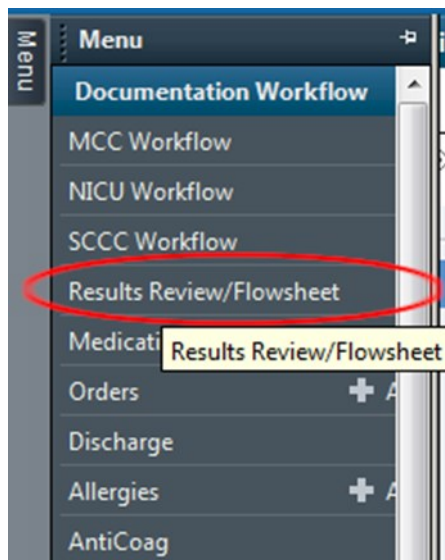 Menu
Menu
Documentation Workflow
MCC Workflow
NICU Workflow
SCCC Workflow
Results Review/Flowsheet
Medicati
Results Review/Flowsheet
Orders + A
Discharge
Allergies + A
AntiCoag